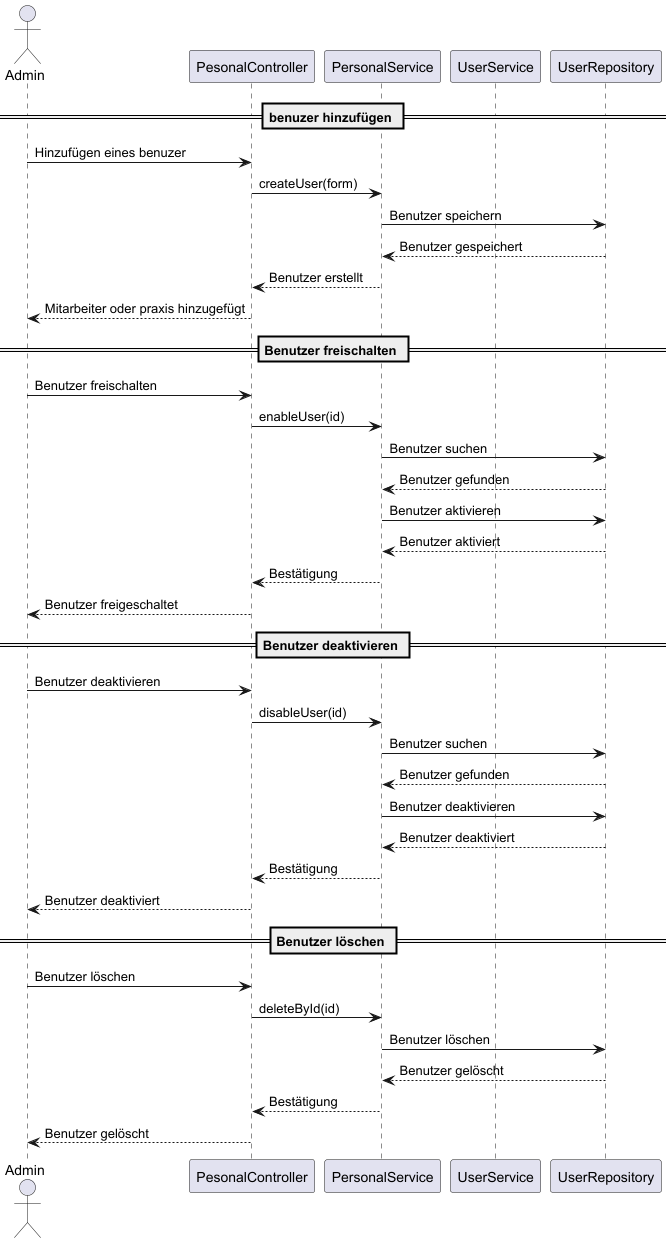 Admin
PesonalController
PersonalService
UserService
UserRepository
benuzer hinzufügen
Hinzufügen eines benuzer
createUser(form)
Benutzer speichern
Benutzer gespeichert
Benutzer erstellt
Mitarbeiter oder praxis hinzugefügt
Benutzer freischalten
Benutzer freischalten
enableUser(id)
Benutzer suchen
Benutzer gefunden
Benutzer aktivieren
Benutzer aktiviert
Bestätigung
Benutzer freigeschaltet
Benutzer deaktivieren
Benutzer deaktivieren
disableUser(id)
Benutzer suchen
Benutzer gefunden
Benutzer deaktivieren
Benutzer deaktiviert
Bestätigung
Benutzer deaktiviert
Benutzer löschen
Benutzer löschen
deleteById(id)
Benutzer löschen
Benutzer gelöscht
Bestätigung
Benutzer gelöscht
Admin
PesonalController
PersonalService
UserService
UserRepository